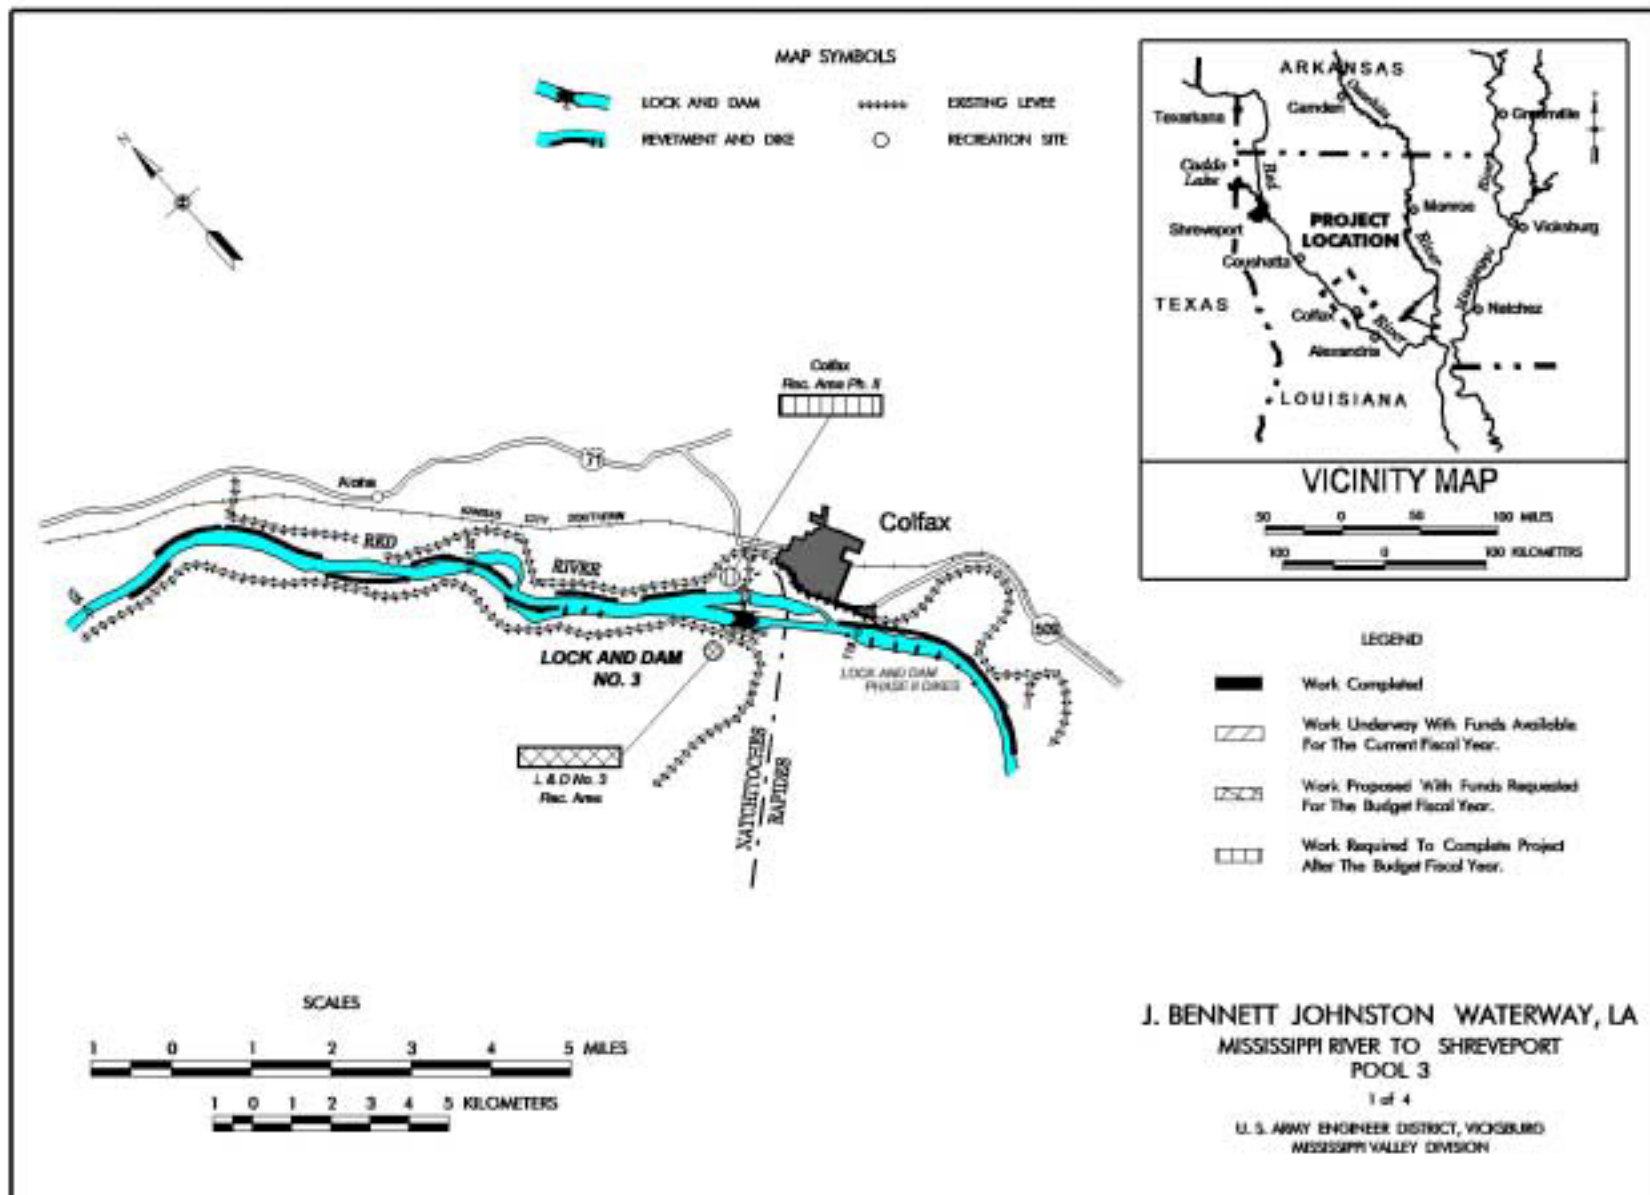 MAP SYMBOLS
LOCK AND DAM
EXISTING LEVEE
REVETMENT AND DIKE
RECREATION SITE
N
ARKANSAS
Ouachita
Camden
Texarkana
Greenville
Caddo
Lake
Red
River
Monroe
PROJECT
LOCATION
Shreveport
Vicksburg
River
Coushatta
Mississippi
TEXAS
Colfax
River
Natchez
Alexandria
LOUISIANA
VICINITY MAP
50 0 50 100 MILES
100 0 100 KILOMETERS
Colfax
Rec. Area Ph. II
71
Aloha
KANSAS CITY SOUTHERN
Colfax
RED
RIVER
LOCK AND DAM
NO. 3
LOCK AND DAM
PHASE II DIKES
L & D No. 3
Rec. Area
NATCHITOCHES
RAPIDES
LEGEND
Work Completed
Work Underway With Funds Available
For The Current Fiscal Year.
Work Proposed With Funds Requested
For The Budget Fiscal Year.
Work Required To Complete Project
After The Budget Fiscal Year.
SCALES
1 0 1 2 3 4 5 MILES
1 0 1 2 3 4 5 KILOMETERS
J. BENNETT JOHNSTON WATERWAY, LA
MISSISSIPPI RIVER TO SHREVEPORT
POOL 3
1 of 4
U. S. ARMY ENGINEER DISTRICT, VICKSBURG
MISSISSIPPI VALLEY DIVISION